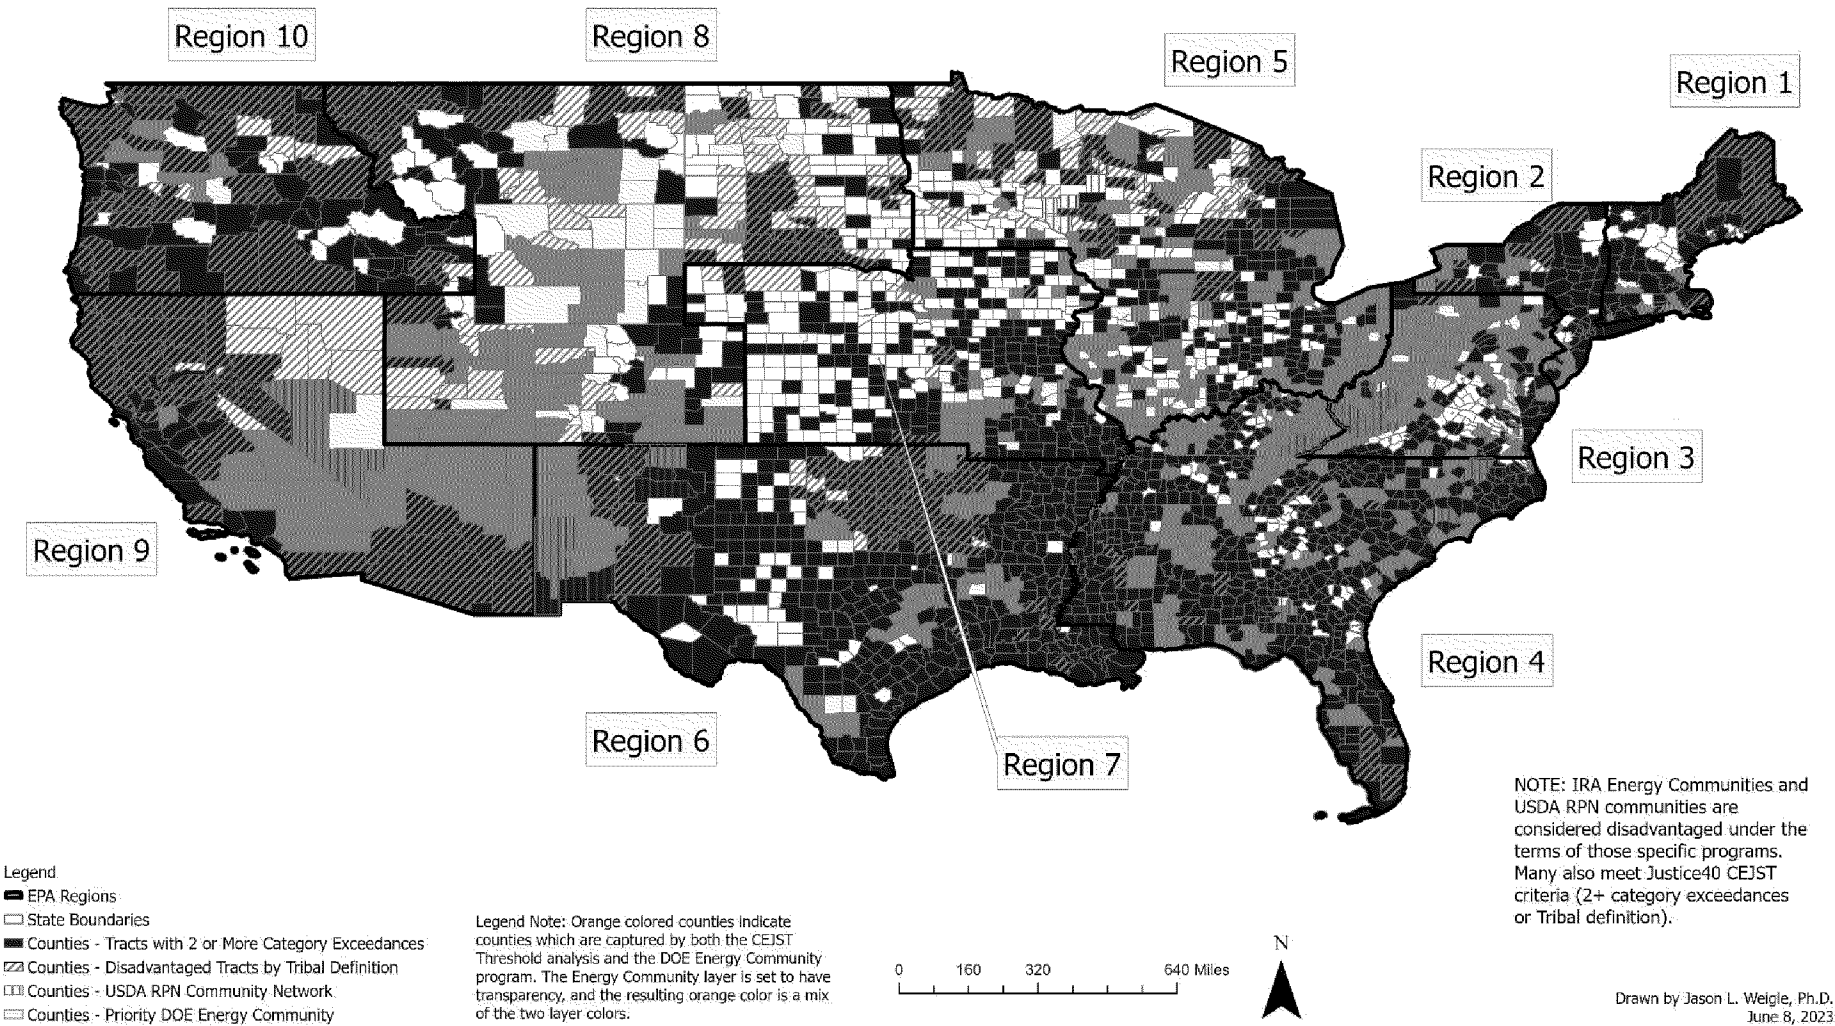 Region 10
Region 8
Region 5
Region 1
Region 2
Region 3
Region 9
Region 4
Region 6
Region 7
NOTE: IRA Energy Communities and
USDA RPN communities are
considered disadvantaged under the
terms of those specific programs.
Many also meet Justice40 CEJST
criteria (2+ category exceedances
or Tribal definition).
Legend
EPA Regions
State Boundaries
Counties - Tracts with 2 or More Category Exceedances
Counties - Disadvantaged Tracts by Tribal Definition
Counties - USDA RPN Community Network
Counties - Priority DOE Energy Community
Legend Note: Orange colored counties indicate
counties which are captured by both the CEJST
Threshold analysis and the DOE Energy Community
program. The Energy Community layer is set to have
transparency, and the resulting orange color is a mix
of the two layer colors.
0 160 320 640 Miles
N
Drawn by Jason L. Weigle, Ph.D.
June 8, 2023